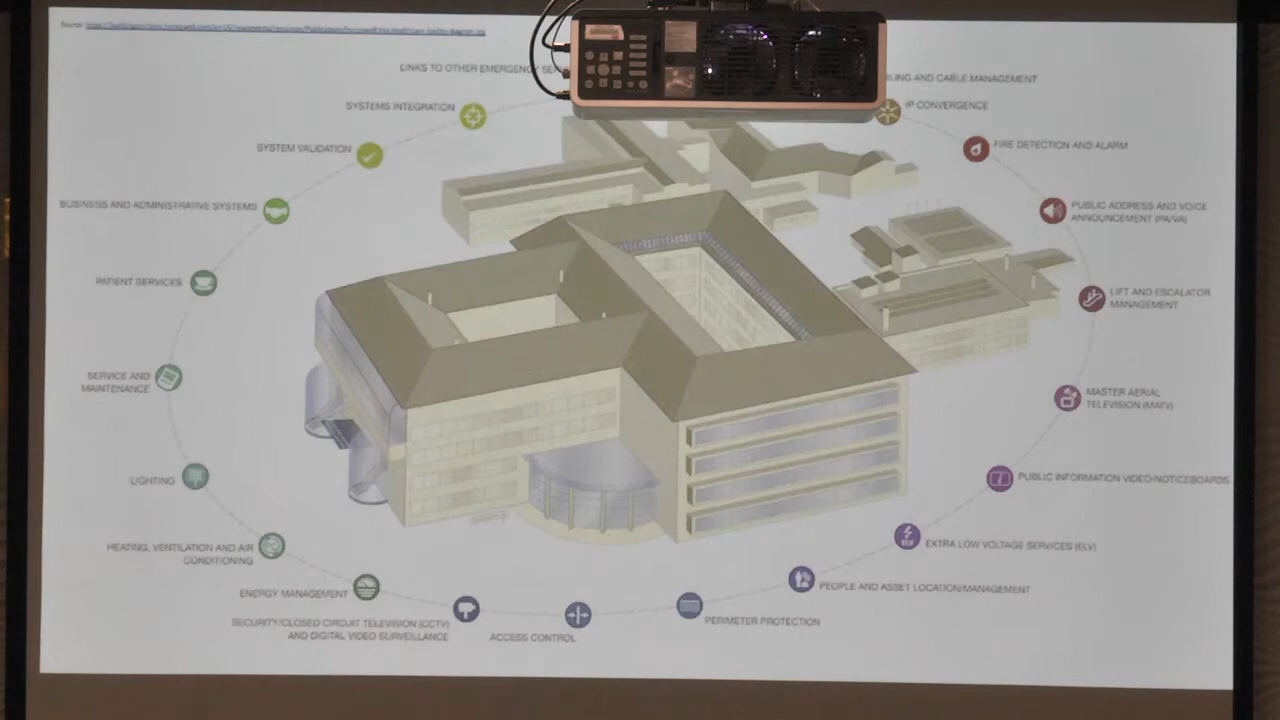 Source:
LINKS TO OTHER EMERGENCY
BLING AND CABLE MANAGEMENT
SYSTEMS INTEGRATION
IP CONVERGENCE
SYSTEM VALIDATION
FIRE DETECTION AND ALARM
BUSINESS AND ADMINISTRATIVE SYSTEMS
PUBLIC ADDRESS AND VOICE
ANNOUNCEMENT (PA/VA)
PATIENT SERVICES
LIFT AND ESCALATOR
MANAGEMENT
SERVICE AND
MAINTENANCE
MASTER AERIAL
TELEVISION (MATV)
LIGHTING
PUBLIC INFORMATION VIDEO/NOTICEBOARDS
HEATING, VENTILATION AND AIR
CONDITIONING
ELV
EXTRA LOW VOLTAGE SERVICES (ELV)
ENERGY MANAGEMENT
PEOPLE AND ASSET LOCATION/MANAGEMENT
SECURITY/CLOSED CIRCUIT TELEVISION (CCTV)
AND DIGITAL VIDEO SURVEILLANCE
ACCESS CONTROL
PERIMETER PROTECTION